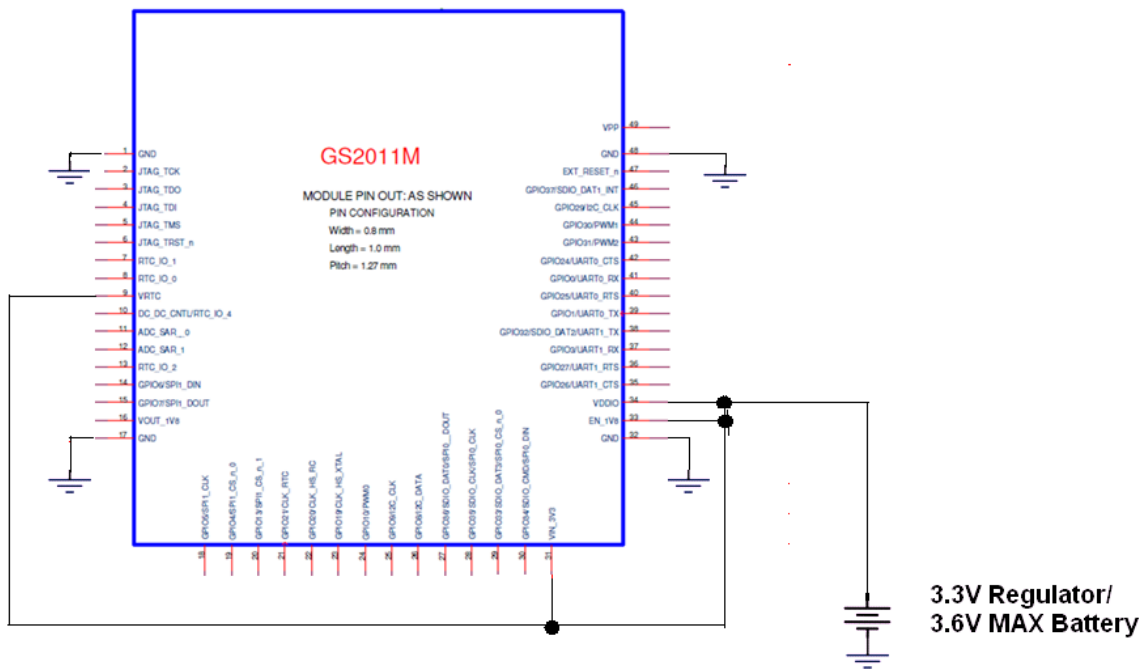 GS2011M
MODULE PIN OUT: AS SHOWN
PIN CONFIGURATION
Width = 0.8 mm
Length = 1.0 mm
Pitch = 1.27 mm
1 GND
2 JTAG_TCK
3 JTAG_TDO
4 JTAG_TDI
5 JTAG_TMS
6 JTAG_TRST_n
7 RTC_IO_1
8 RTC_IO_0
9 VRTC
10 DC_DC_CNTL/RTC_IO_4
11 ADC_SAR_0
12 ADC_SAR_1
13 RTC_IO_2
14 GPIO6/SPI1_DIN
15 GPIO7/SPI1_DOUT
16 VOUT_1V8
17 GND
GPIO5/SPI1_CLK 18
GPIO4/SPI1_CS_n_0 19
GPIO13/SPI1_CS_n_1 20
GPIO21/CLK_RTC 21
GPIO20/CLK_HS_RC 22
GPIO19/CLK_HS_XTAL 23
GPIO10/PWM0 24
GPIO9/I2C_CLK 25
GPIO8/I2C_DATA 26
GPIO36/SDIO_DAT0/SPI0_DOUT 27
GPIO35/SDIO_CLK/SPI0_CLK 28
GPIO33/SDIO_DAT3/SPI0_CS_n_0 29
GPIO34/SDIO_CMD/SPI0_DIN 30
VIN_3V3 31
VPP 49
GND 48
EXT_RESET_n 47
GPIO37/SDIO_DAT1_INT 46
GPIO29/I2C_CLK 45
GPIO30/PWM1 44
GPIO31/PWM2 43
GPIO24/UART0_CTS 42
GPIO0/UART0_RX 41
GPIO25/UART0_RTS 40
GPIO1/UART0_TX 39
GPIO32/SDIO_DAT2/UART1_TX 38
GPIO3/UART1_RX 37
GPIO27/UART1_RTS 36
GPIO26/UART1_CTS 35
VDDIO 34
EN_1V8 33
GND 32
3.3V Regulator/
3.6V MAX Battery